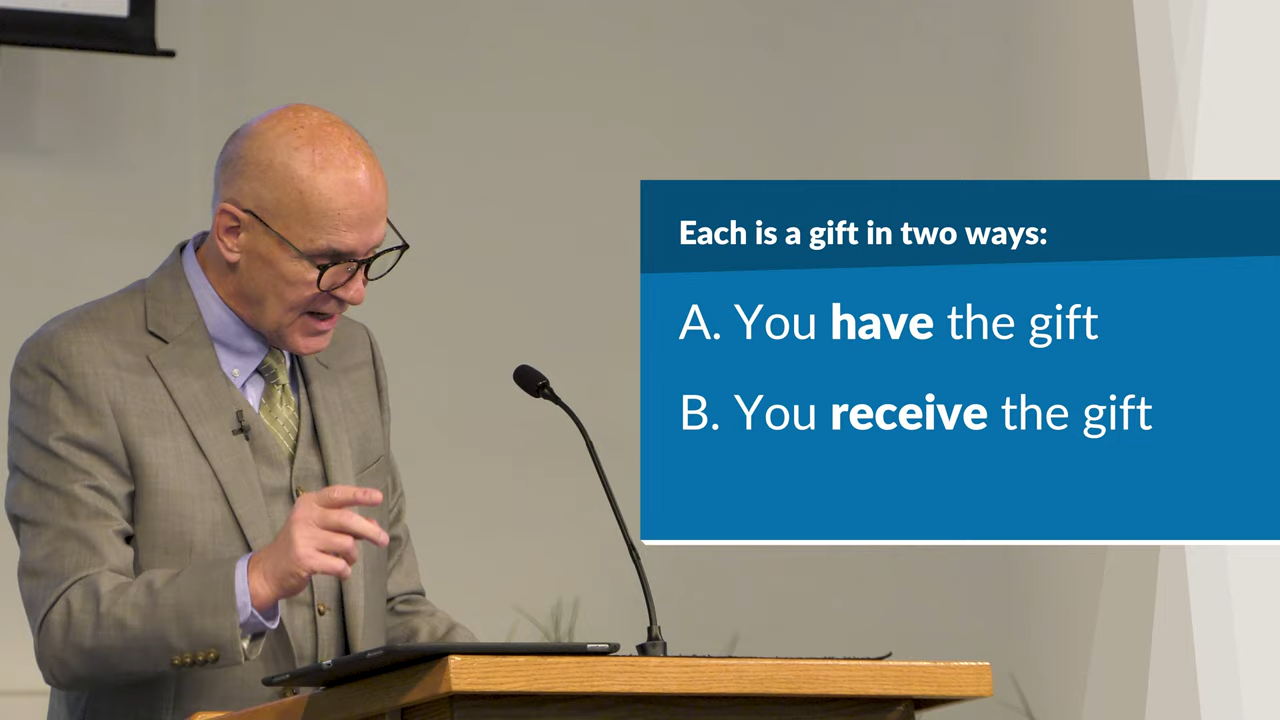 Each is a gift in two ways:
A. You have the gift
B. You receive the gift